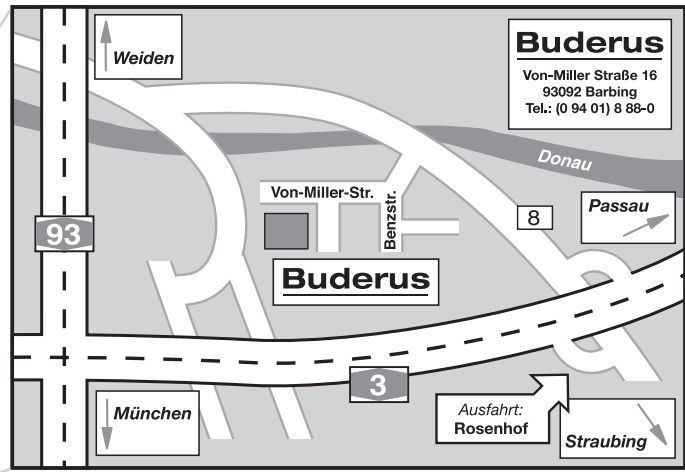 Weiden
Buderus
Von-Miller Straße 16
93092 Barbing
Tel.: (0 94 01) 8 88-0
Donau
Von-Miller-Str.
Benzstr.
Passau
8
93
Buderus
3
München
Ausfahrt:
Rosenhof
Straubing